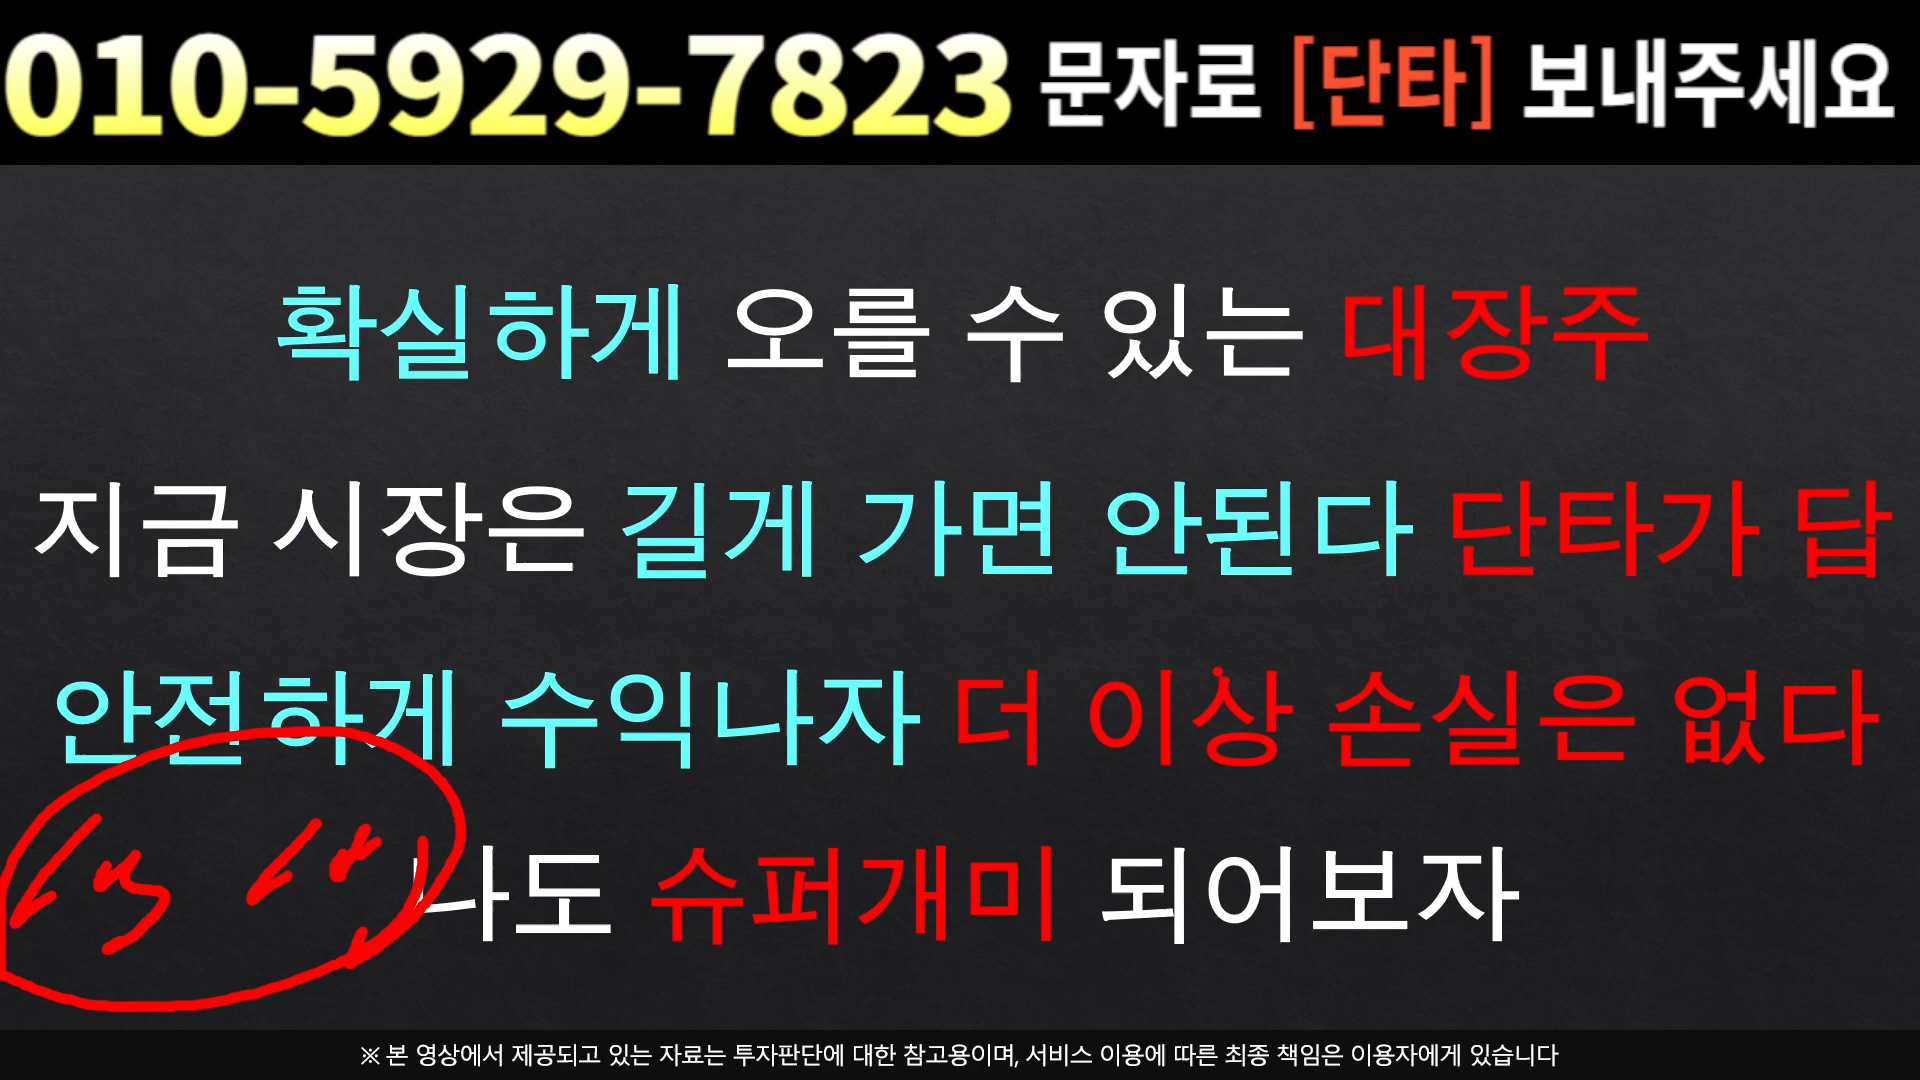 010-5929-7823 문자로 [단타] 보내주세요
확실하게 오를 수 있는 대장주
지금 시장은 길게 가면 안된다 단타가 답
안전하게 수익나자 더 이상 손실은 없다
나도 슈퍼개미 되어보자
※ 본 영상에서 제공되고 있는 자료는 투자판단에 대한 참고용이며, 서비스 이용에 따른 최종 책임은 이용자에게 있습니다